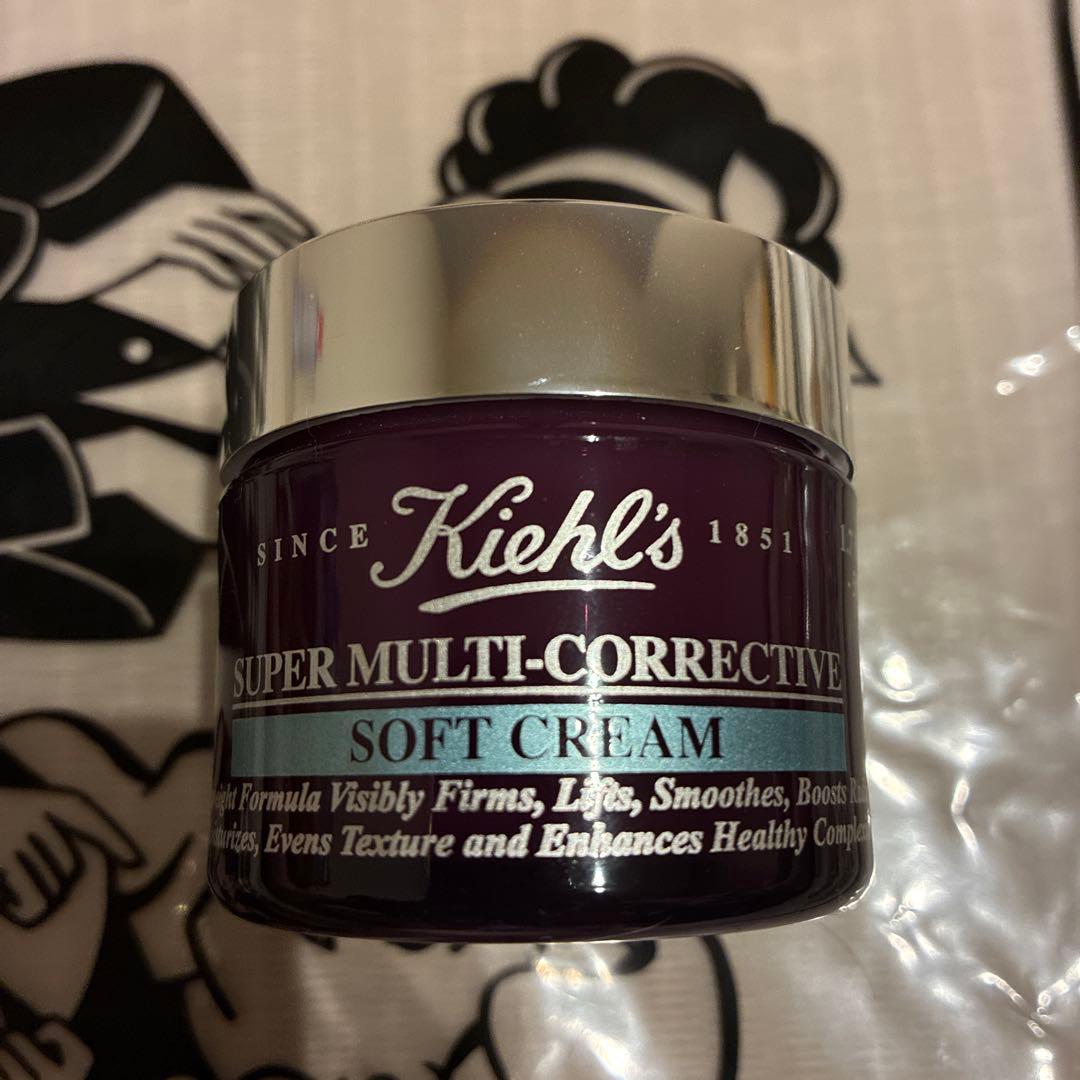 SINCE Kiehl's 1851
SUPER MULTI-CORRECTIVE
SOFT CREAM
Formula Visibly Firms, Lifts, Smoothes, Boosts
Evens Texture and Enhances Healthy